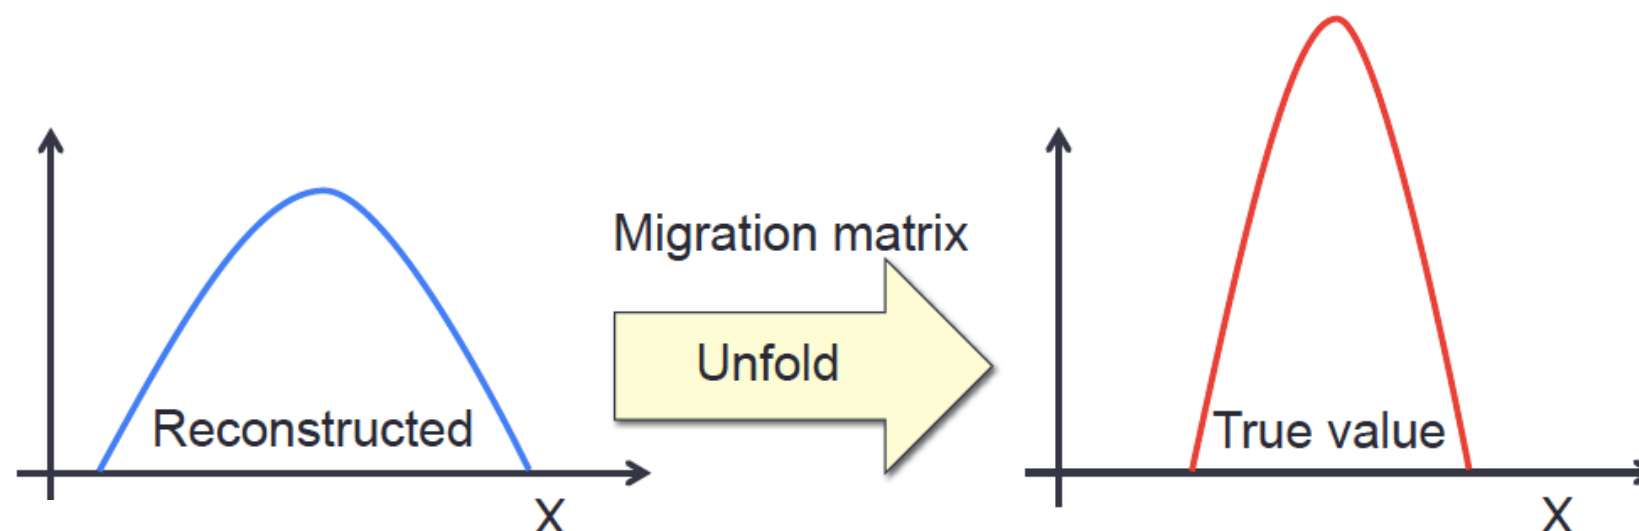 Migration matrix
Unfold
Reconstructed
X
True value
X